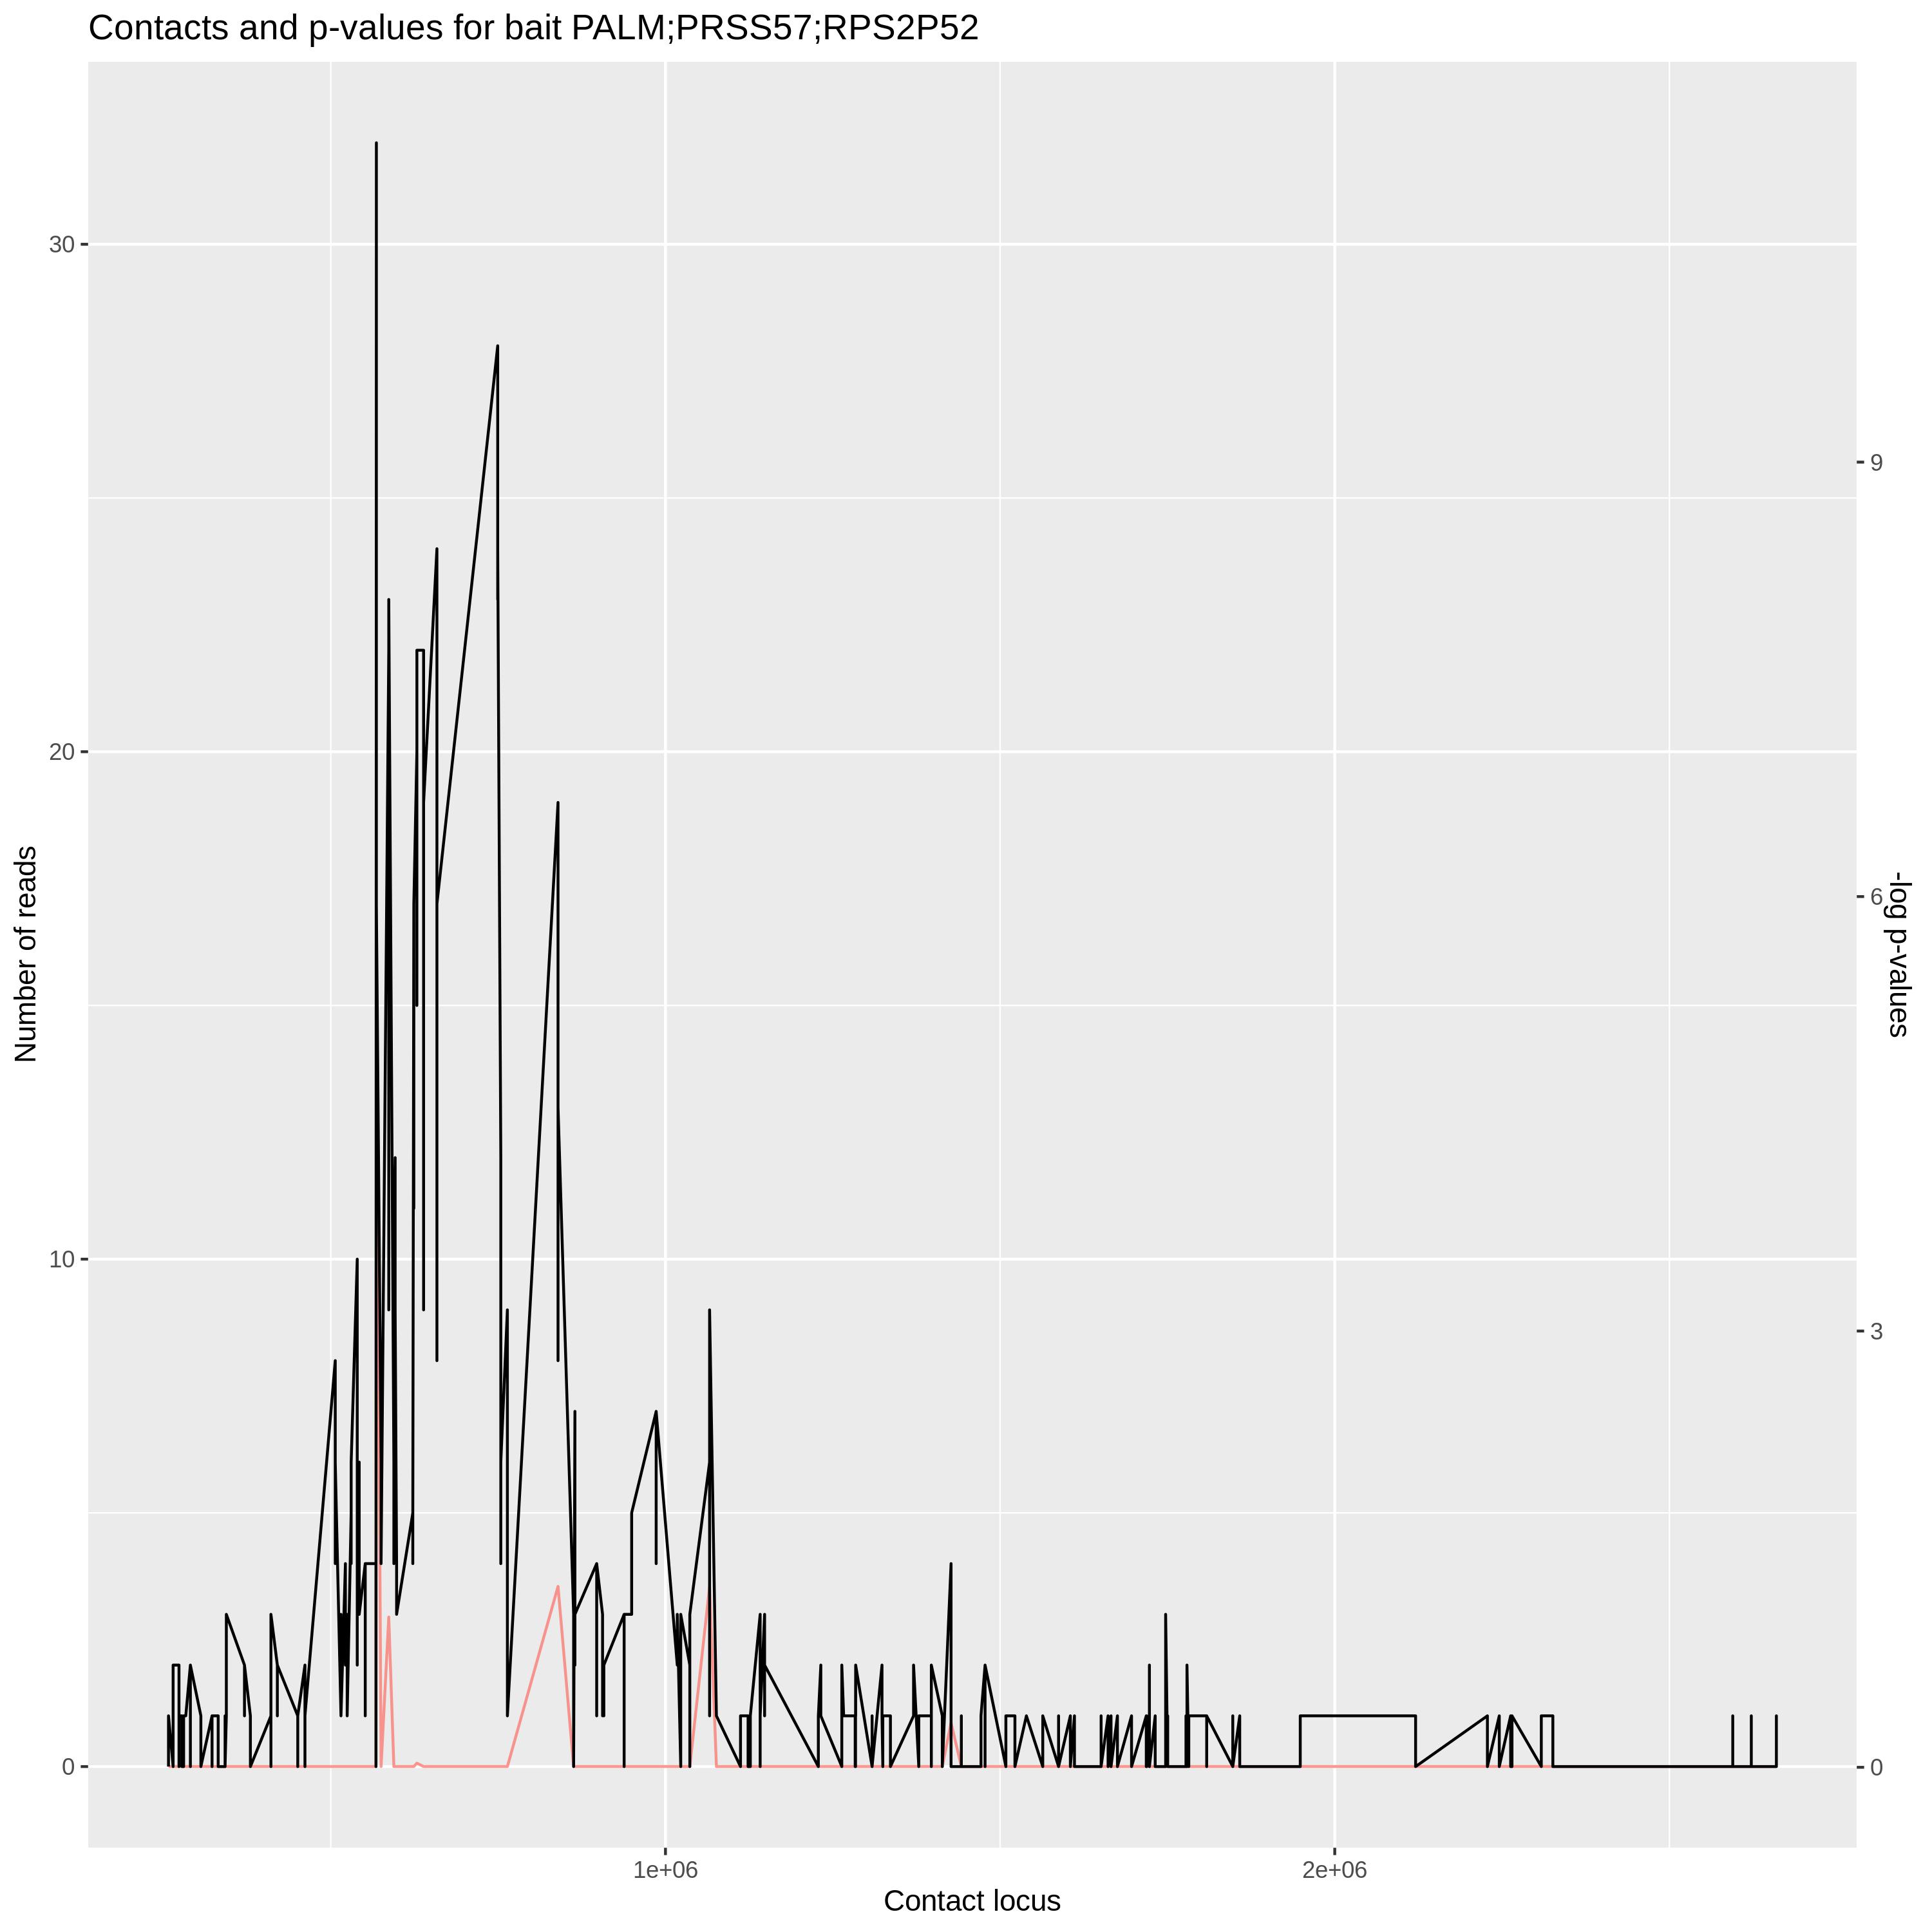 Contacts and p-values for bait PALM;PRSS57;RPS2P52
30
20
10
0
Number of reads
9
6
3
0
-log p-values
1e+06
2e+06
Contact locus